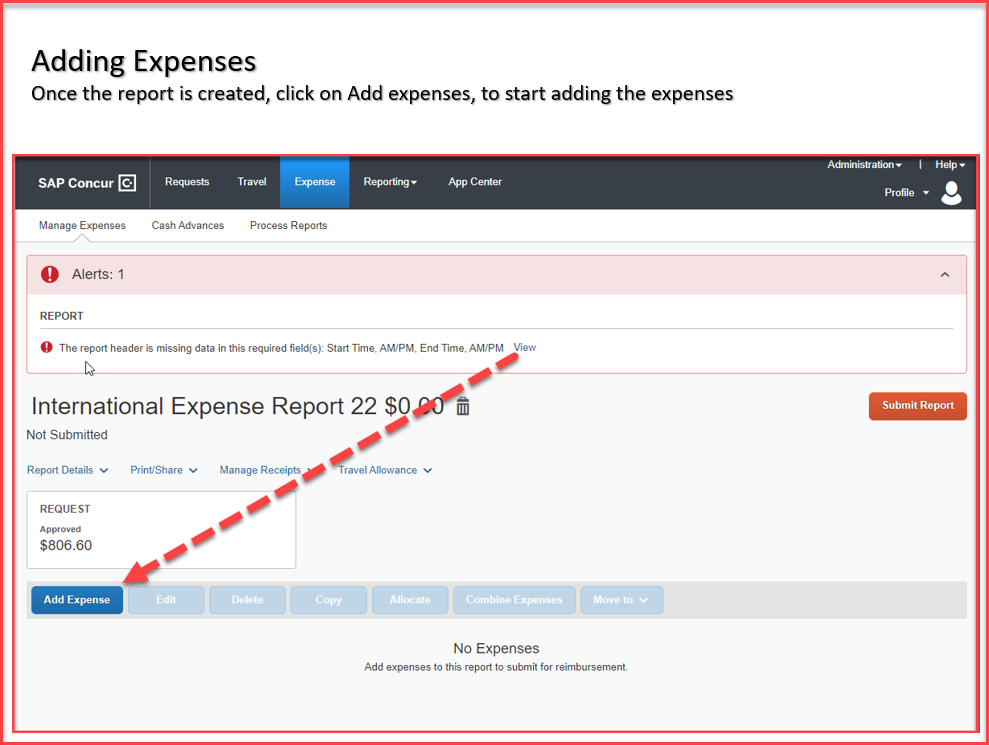 Adding Expenses
Once the report is created, click on Add expenses, to start adding the expenses
Administration | Help
SAP Concur C Requests Travel Expense Reporting App Center
Profile
Manage Expenses Cash Advances Process Reports
Alerts: 1
REPORT
The report header is missing data in this required field(s): Start Time, AM/PM, End Time, AM/PM View
International Expense Report 22 $0.00
Submit Report
Not Submitted
Report Details Print/Share Manage Receipts Travel Allowance
REQUEST
Approved
$806.60
Add Expense Edit Delete Copy Allocate Combine Expenses Move to
No Expenses
Add expenses to this report to submit for reimbursement.